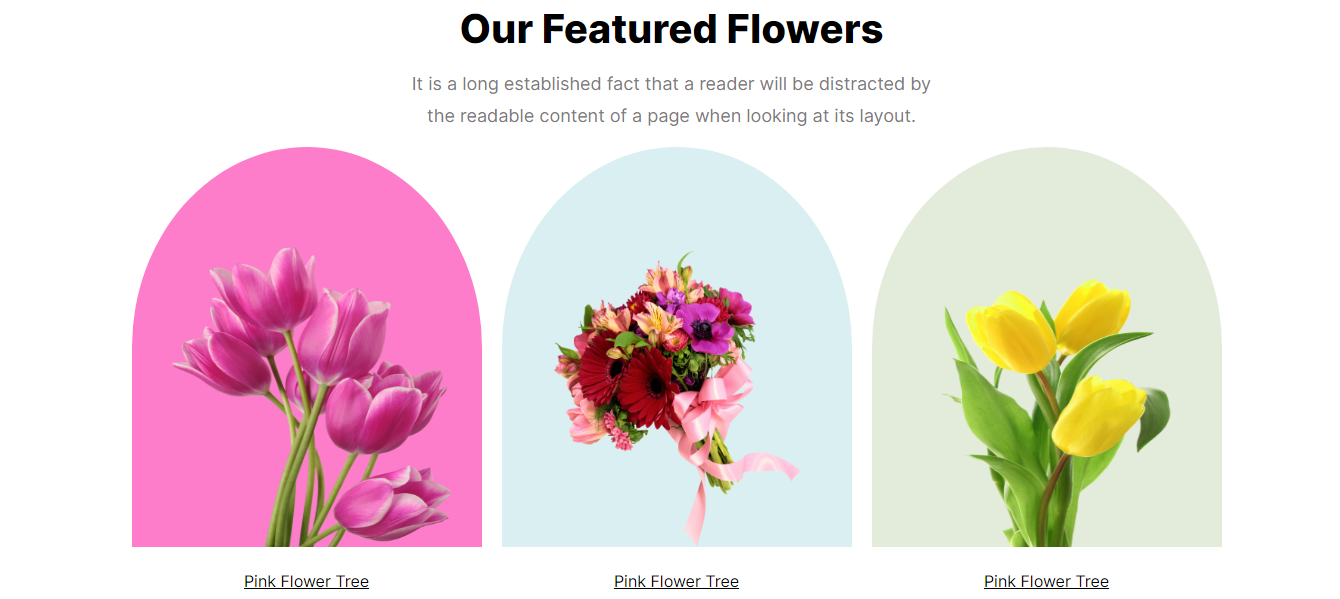 Our Featured Flowers
It is a long established fact that a reader will be distracted by
the readable content of a page when looking at its layout.
Pink Flower Tree
Pink Flower Tree
Pink Flower Tree